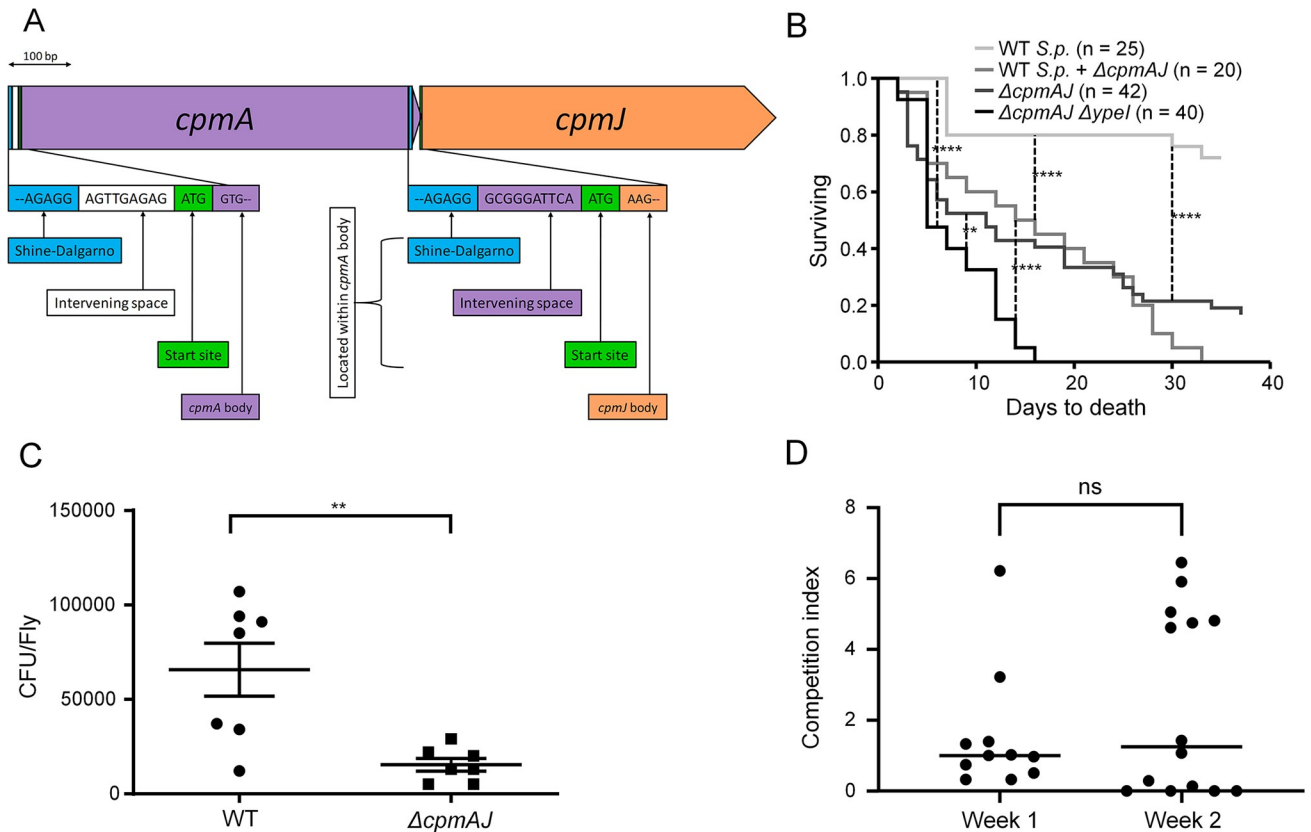 A
100 bp
cpmA
cpmJ
--AGAGG AGTTGAGAG ATG GTG--
--AGAGG GCGGGATTCA ATG AAG--
Shine-Dalgarno
Intervening space
Start site
cpmA body
Located within cpmA body
Shine-Dalgarno
Intervening space
Start site
cpmJ body
B
WT S.p. (n = 25)
WT S.p. + ΔcpmAJ (n = 20)
ΔcpmAJ (n = 42)
ΔcpmAJ ΔypeI (n = 40)
Surviving
1.0
0.8
0.6
0.4
0.2
0.0
****
****
****
**
****
0 10 20 30 40
Days to death
C
CFU/Fly
150000
100000
50000
0
**
WT ΔcpmAJ
D
Competition index
8
6
4
2
0
ns
Week 1 Week 2